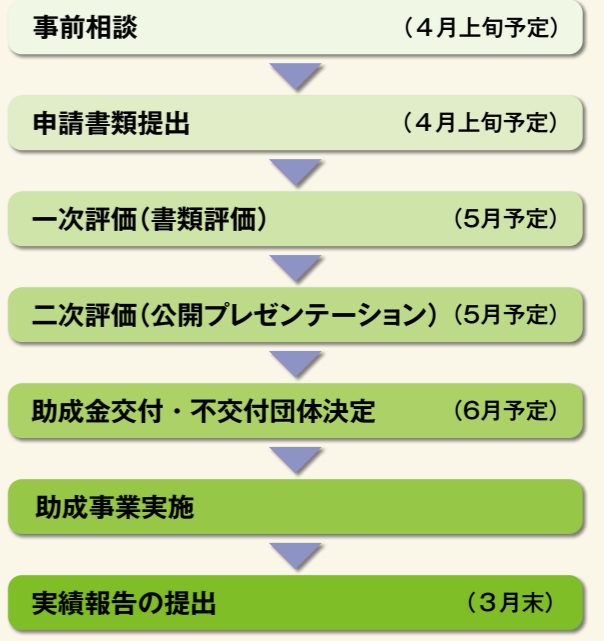 事前相談 （４月上旬予定）
申請書類提出 （４月上旬予定）
一次評価（書類評価） （5月予定）
二次評価（公開プレゼンテーション）（5月予定）
助成金交付・不交付団体決定 （6月予定）
助成事業実施
実績報告の提出 （３月末）